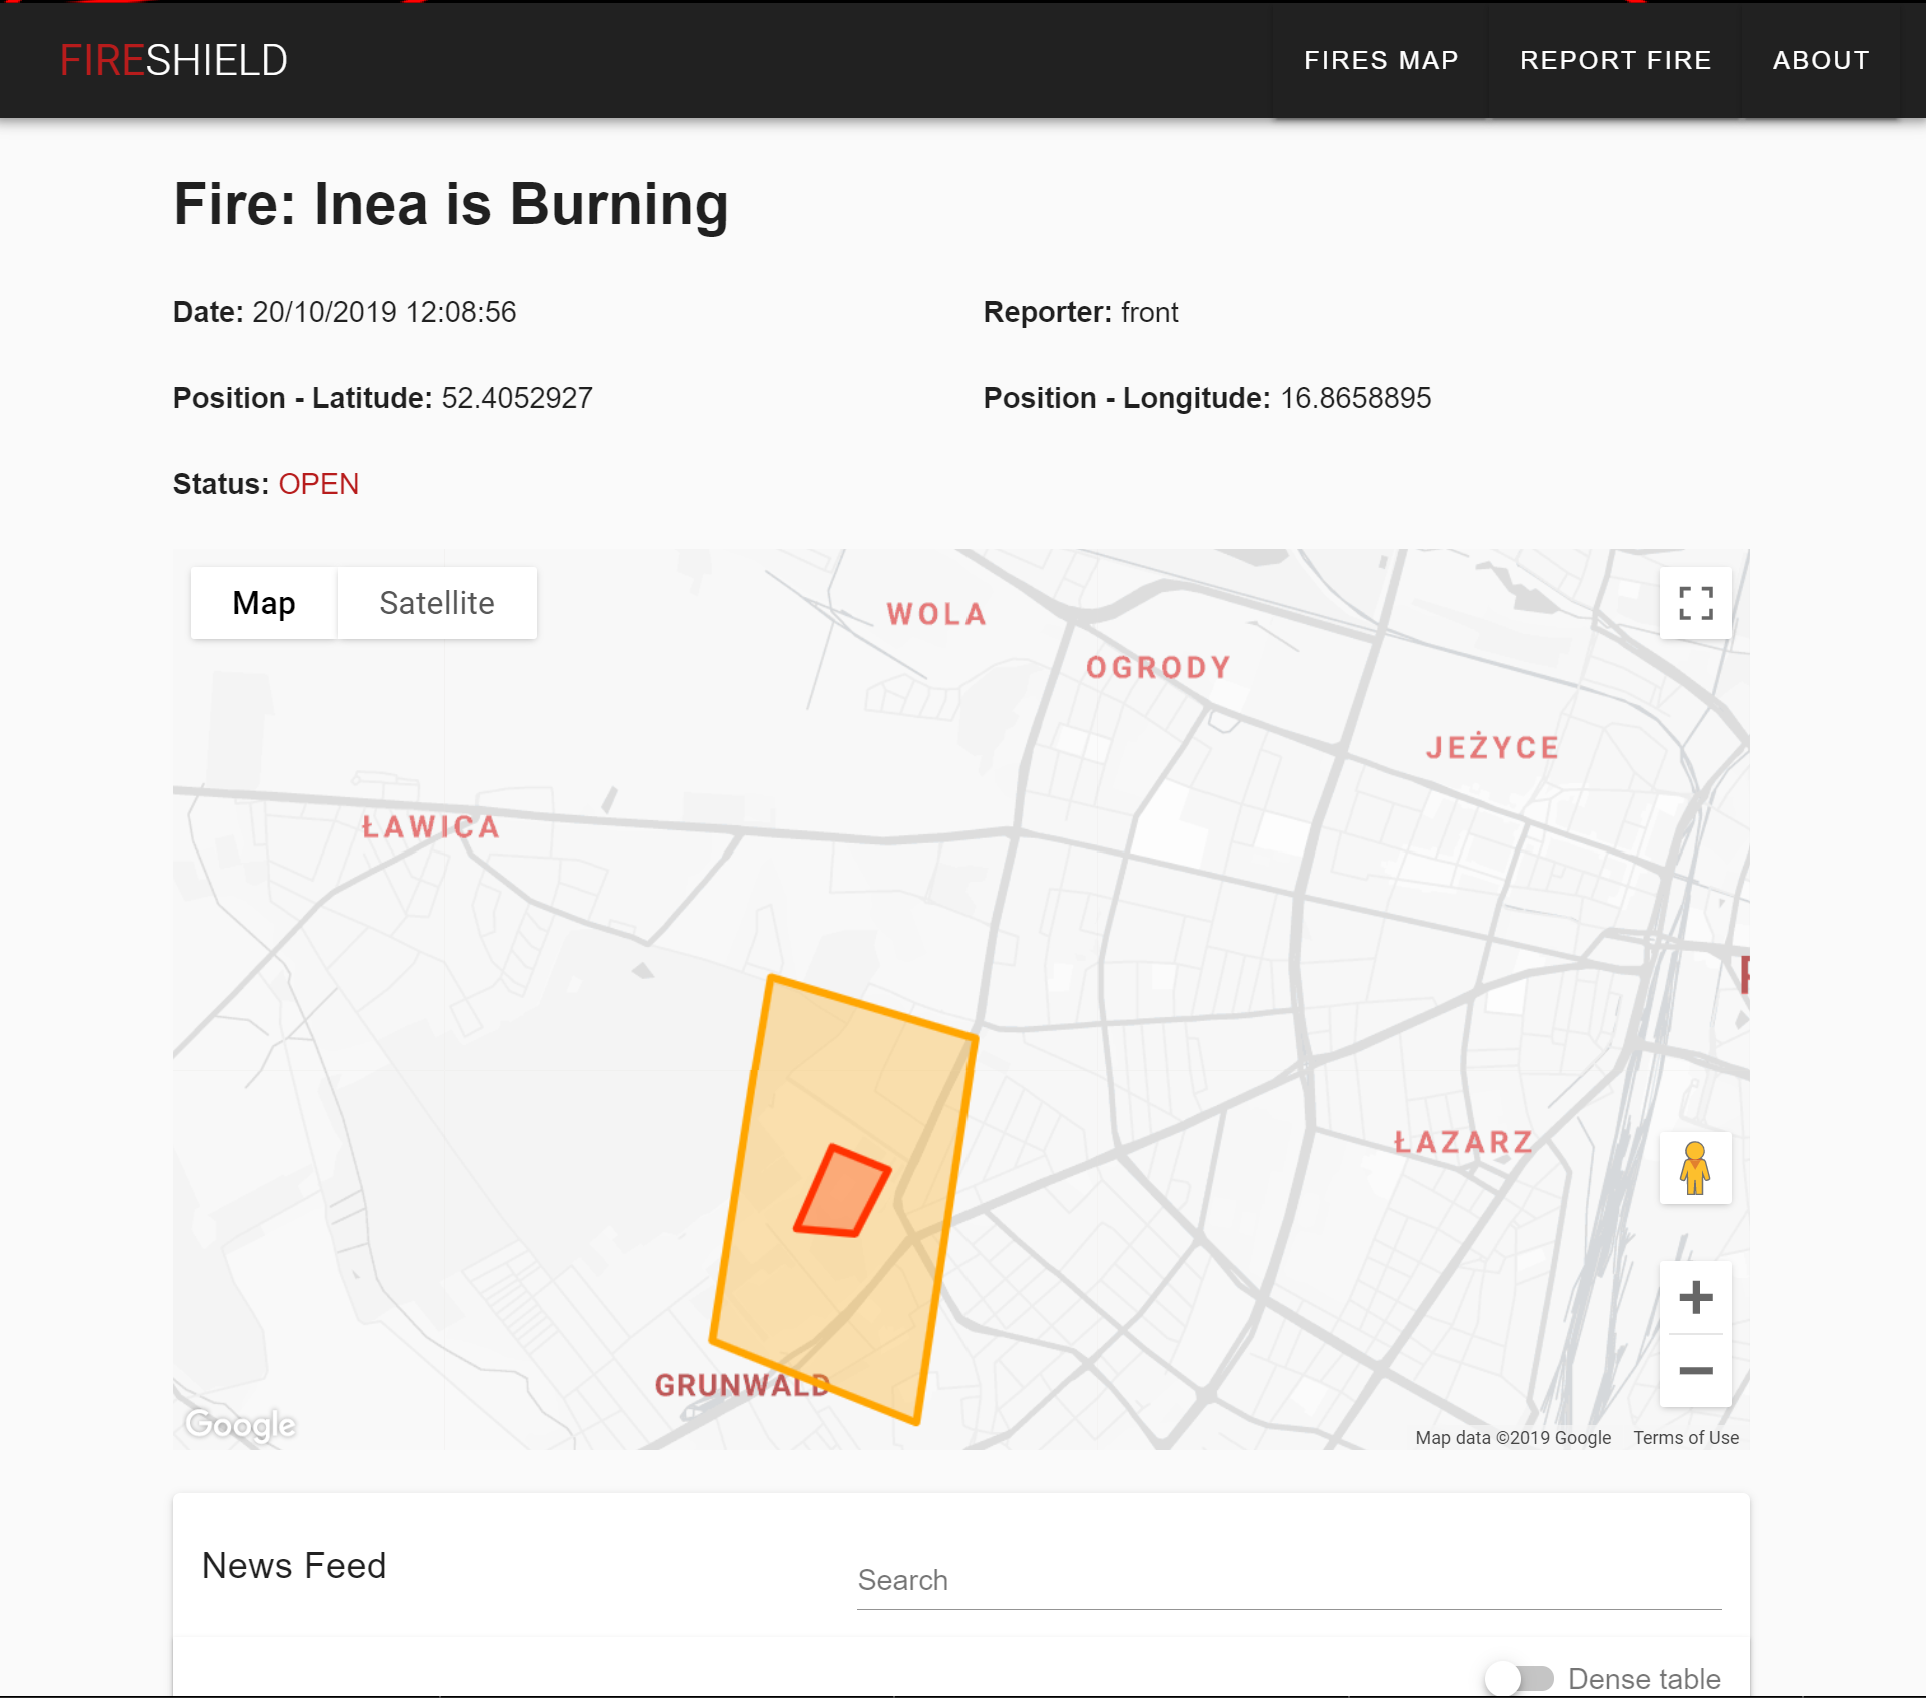 FIRESHIELD
FIRES MAP
REPORT FIRE
ABOUT
Fire: Inea is Burning
Date: 20/10/2019 12:08:56
Reporter: front
Position - Latitude: 52.4052927
Position - Longitude: 16.8658895
Status: OPEN
Map
Satellite
WOLA
OGRODY
JEŻYCE
ŁAWICA
ŁAZARZ
GRUNWALD
Google
Map data ©2019 Google
Terms of Use
News Feed
Search
Dense table